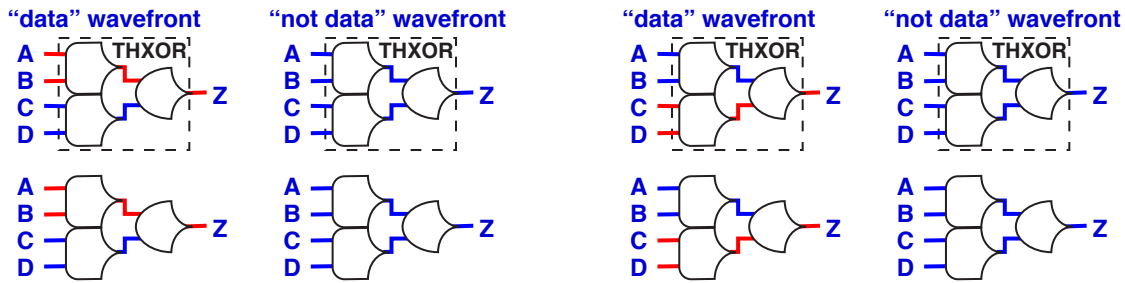 “data” wavefront “not data” wavefront “data” wavefront “not data” wavefront
THXOR THXOR THXOR THXOR
A A A A
B B B B
Z Z Z Z
C C C C
D D D D
A A A A
B B B B
Z Z Z Z
C C C C
D D D D